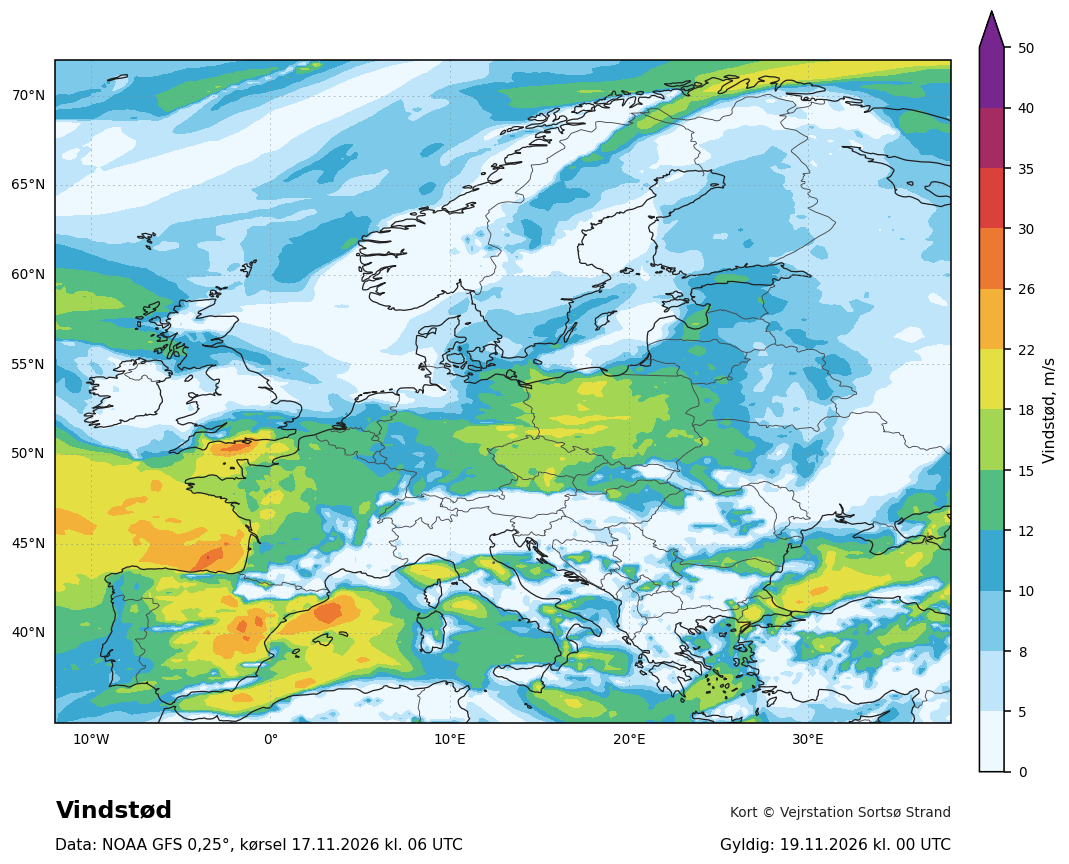 50
40
35
30
26
22
18
15
12
10
8
5
0
Vindstød, m/s
70°N
65°N
60°N
55°N
50°N
45°N
40°N
10°W
0°
10°E
20°E
30°E
Vindstød
Kort © Vejrstation Sortsø Strand
Data: NOAA GFS 0,25°, kørsel 17.11.2026 kl. 06 UTC
Gyldig: 19.11.2026 kl. 00 UTC